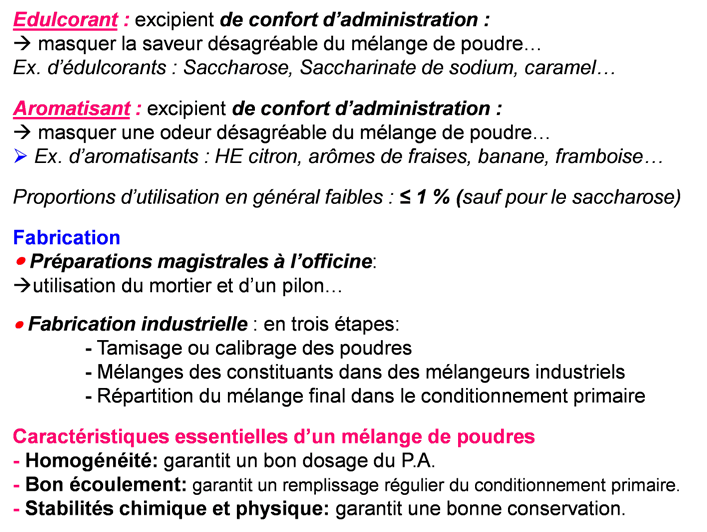 Edulcorant : excipient de confort d’administration :
→ masquer la saveur désagréable du mélange de poudre…
Ex. d’édulcorants : Saccharose, Saccharinate de sodium, caramel…
Aromatisant : excipient de confort d’administration :
→ masquer une odeur désagréable du mélange de poudre…
➢ Ex. d’aromatisants : HE citron, arômes de fraises, banane, framboise…
Proportions d’utilisation en général faibles : ≤ 1 % (sauf pour le saccharose)
Fabrication
● Préparations magistrales à l’officine:
→utilisation du mortier et d’un pilon…
● Fabrication industrielle : en trois étapes:
- Tamisage ou calibrage des poudres
- Mélanges des constituants dans des mélangeurs industriels
- Répartition du mélange final dans le conditionnement primaire
Caractéristiques essentielles d’un mélange de poudres
- Homogénéité: garantit un bon dosage du P.A.
- Bon écoulement: garantit un remplissage régulier du conditionnement primaire.
- Stabilités chimique et physique: garantit une bonne conservation.